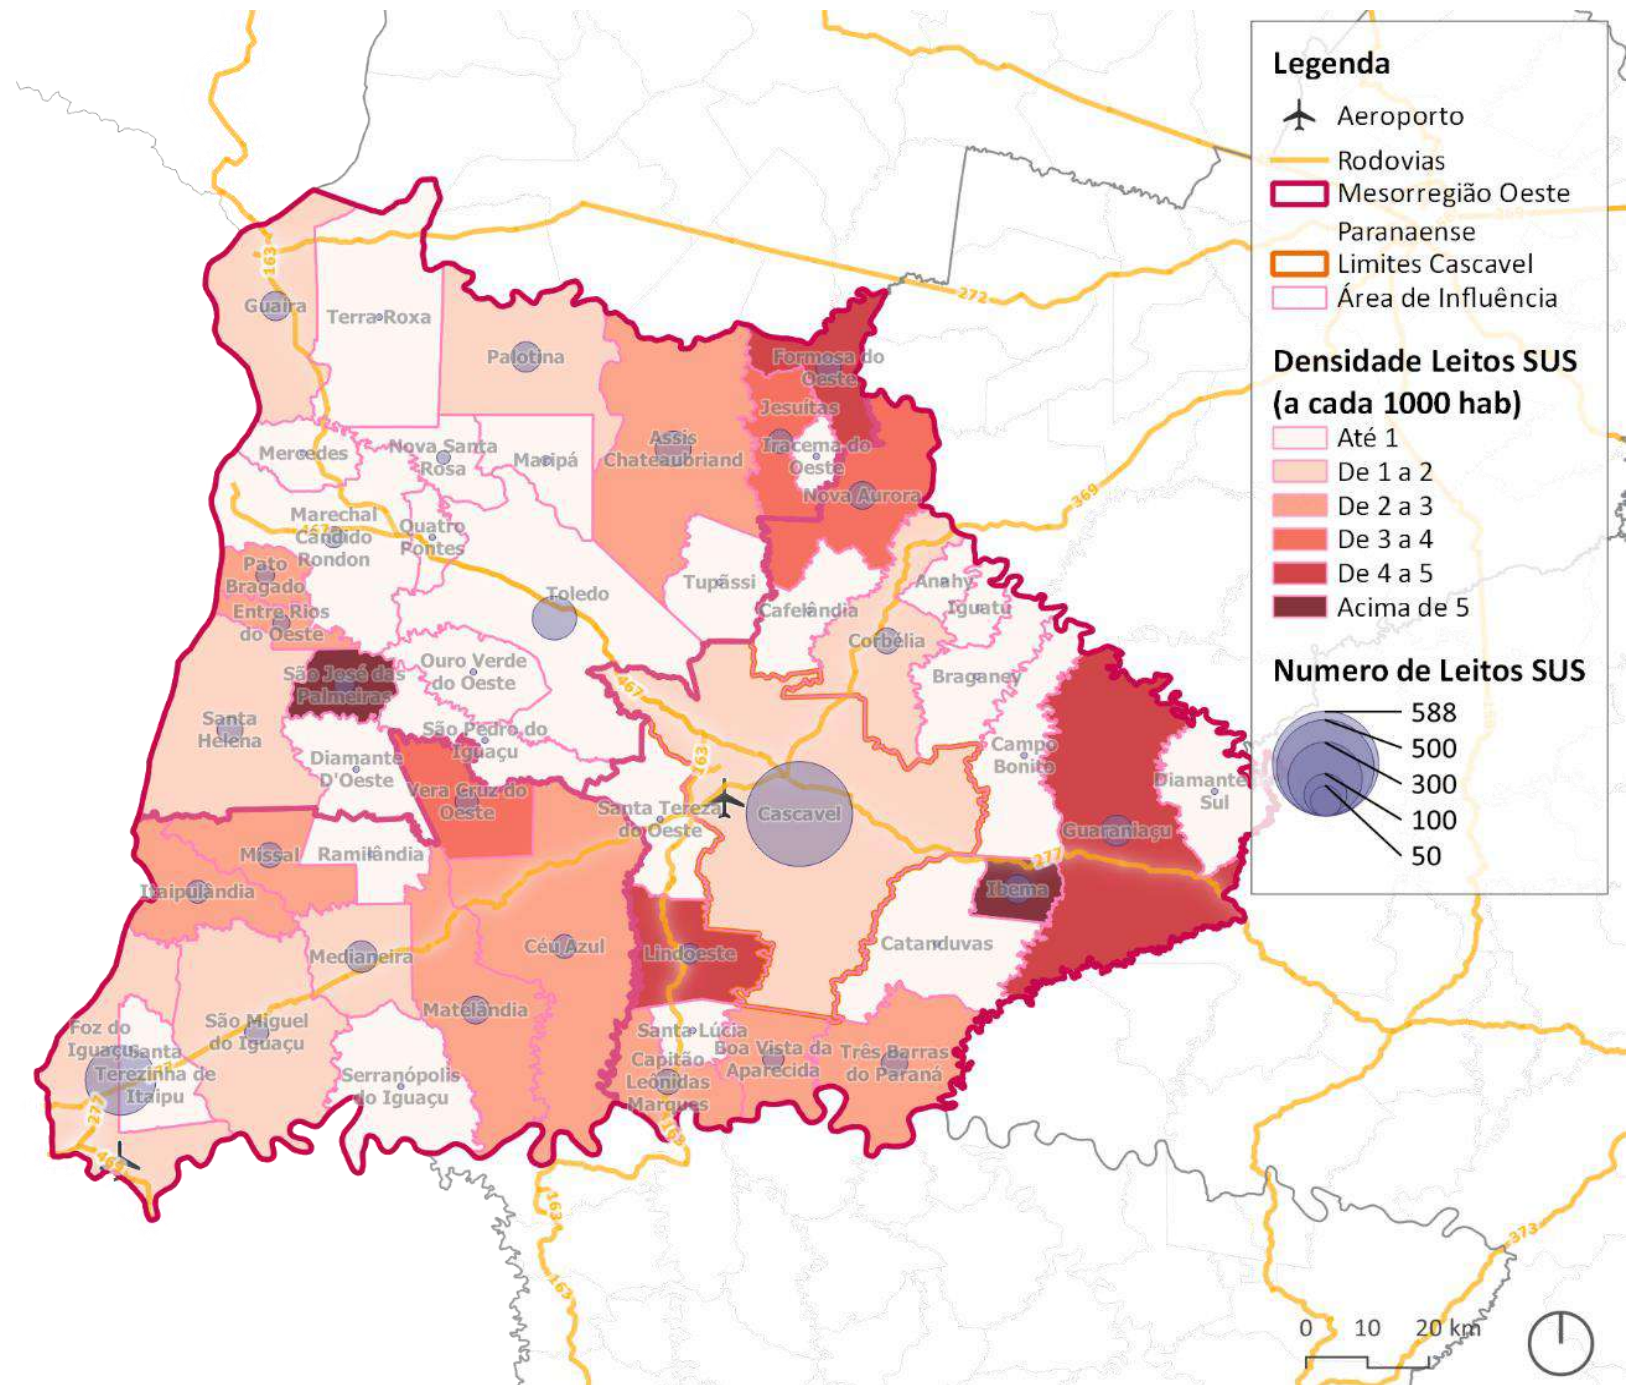 Legenda
Aeroporto
Rodovias
Mesorregião Oeste
Paranaense
Limites Cascavel
Área de Influência
Densidade Leitos SUS
(a cada 1000 hab)
Até 1
De 1 a 2
De 2 a 3
De 3 a 4
De 4 a 5
Acima de 5
Numero de Leitos SUS
588
500
300
100
50
163
272
Guaíra
Terra Roxa
Palotina
Formosa do
Oeste
Jesuítas
Assis
Chateaubriand
Iracema do
Oeste
Nova Aurora
Mercedes
Nova Santa
Rosa
Maripá
369
Marechal
Cândido
Rondon
467
Quatro
Pontes
Pato
Bragado
Entre Rios
do Oeste
Toledo
Tupãssi
Cafelândia
Anahy
Iguatu
Corbélia
Braganey
São José das
Palmeiras
Ouro Verde
do Oeste
467
Santa
Helena
São Pedro do
Iguaçu
Diamante
D'Oeste
163
Campo
Bonito
Diamante
Sul
Vera Cruz do
Oeste
Santa Tereza
do Oeste
Cascavel
Guaraniaçu
277
Missal
Ramilândia
Itaipulândia
Ibema
Medianeira
Céu Azul
Lindoeste
Catanduvas
Matelândia
São Miguel
do Iguaçu
Foz do
Iguaçu
Santa
Terezinha de
Itaipu
Serranópolis
do Iguaçu
Santa Lúcia
Capitão
Leônidas
Marques
Boa Vista da
Aparecida
Três Barras
do Paraná
277
469
163
163
163
373
0 10 20 km